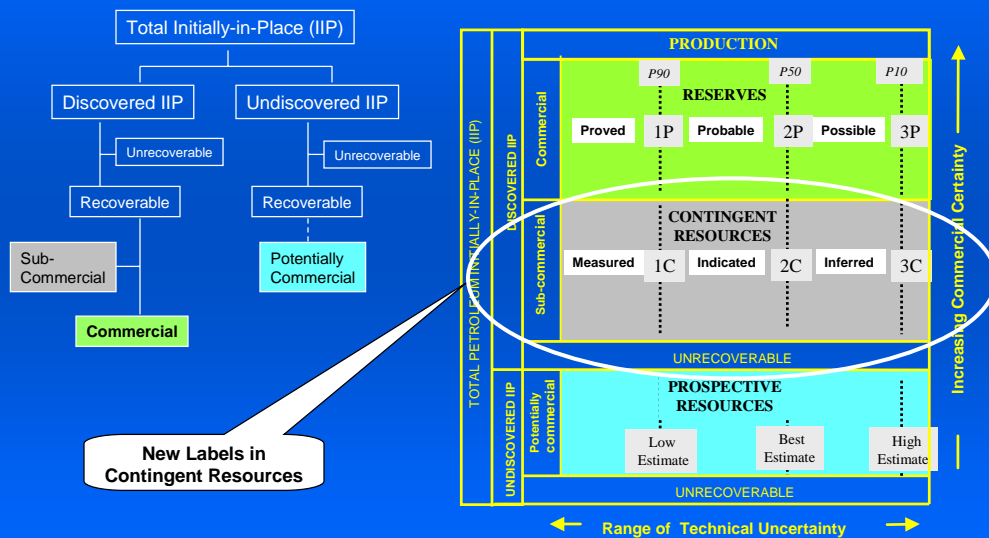 Total Initially-in-Place (IIP)
Discovered IIP
Undiscovered IIP
Unrecoverable
Unrecoverable
Recoverable
Recoverable
Sub-
Commercial
Potentially
Commercial
Commercial
New Labels in
Contingent Resources
TOTAL PETROLEUM INITIALLY-IN-PLACE (IIP)
DISCOVERED IIP
UNDISCOVERED IIP
PRODUCTION
Commercial
P90
P50
P10
RESERVES
Proved
1P
Probable
2P
Possible
3P
Sub-commercial
CONTINGENT
RESOURCES
Measured
1C
Indicated
2C
Inferred
3C
UNRECOVERABLE
Potentially
commercial
PROSPECTIVE
RESOURCES
Low
Estimate
Best
Estimate
High
Estimate
UNRECOVERABLE
Range of Technical Uncertainty
Increasing Commercial Certainty